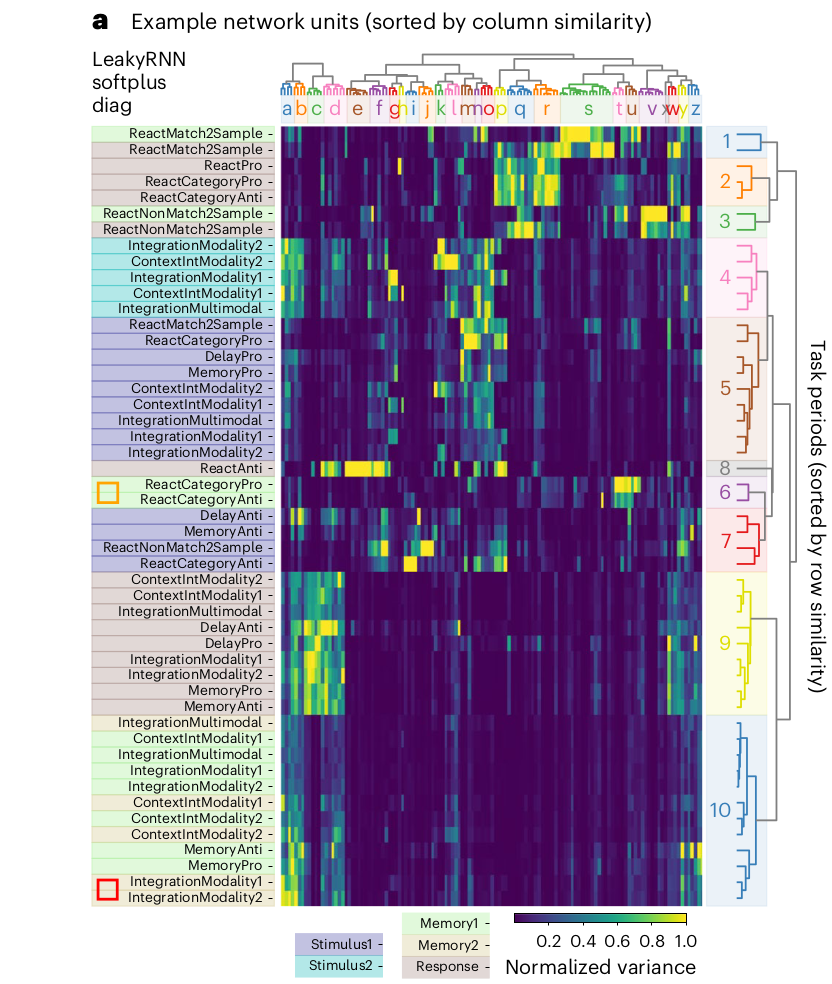 a Example network units (sorted by column similarity)
LeakyRNN
softplus
diag
a b c d e f g h i j k l m n o p q r s t u v x w y z
ReactMatch2Sample
ReactMatch2Sample
ReactPro
ReactCategoryPro
ReactCategoryAnti
ReactNonMatch2Sample
ReactNonMatch2Sample
IntegrationModality2
ContextIntModality2
IntegrationModality1
ContextIntModality1
IntegrationMultimodal
ReactMatch2Sample
ReactCategoryPro
DelayPro
MemoryPro
ContextIntModality2
ContextIntModality1
IntegrationMultimodal
IntegrationModality1
IntegrationModality2
ReactAnti
ReactCategoryPro
ReactCategoryAnti
DelayAnti
MemoryAnti
ReactNonMatch2Sample
ReactCategoryAnti
ContextIntModality2
ContextIntModality1
IntegrationMultimodal
DelayAnti
DelayPro
IntegrationModality1
IntegrationModality2
MemoryPro
MemoryAnti
IntegrationMultimodal
ContextIntModality1
IntegrationMultimodal
IntegrationModality1
IntegrationModality2
ContextIntModality1
ContextIntModality2
ContextIntModality2
MemoryAnti
MemoryPro
IntegrationModality1
IntegrationModality2
1
2
3
4
5
8
6
7
9
10
Task periods (sorted by row similarity)
Stimulus1
Stimulus2
Memory1
Memory2
Response
0.2 0.4 0.6 0.8 1.0
Normalized variance